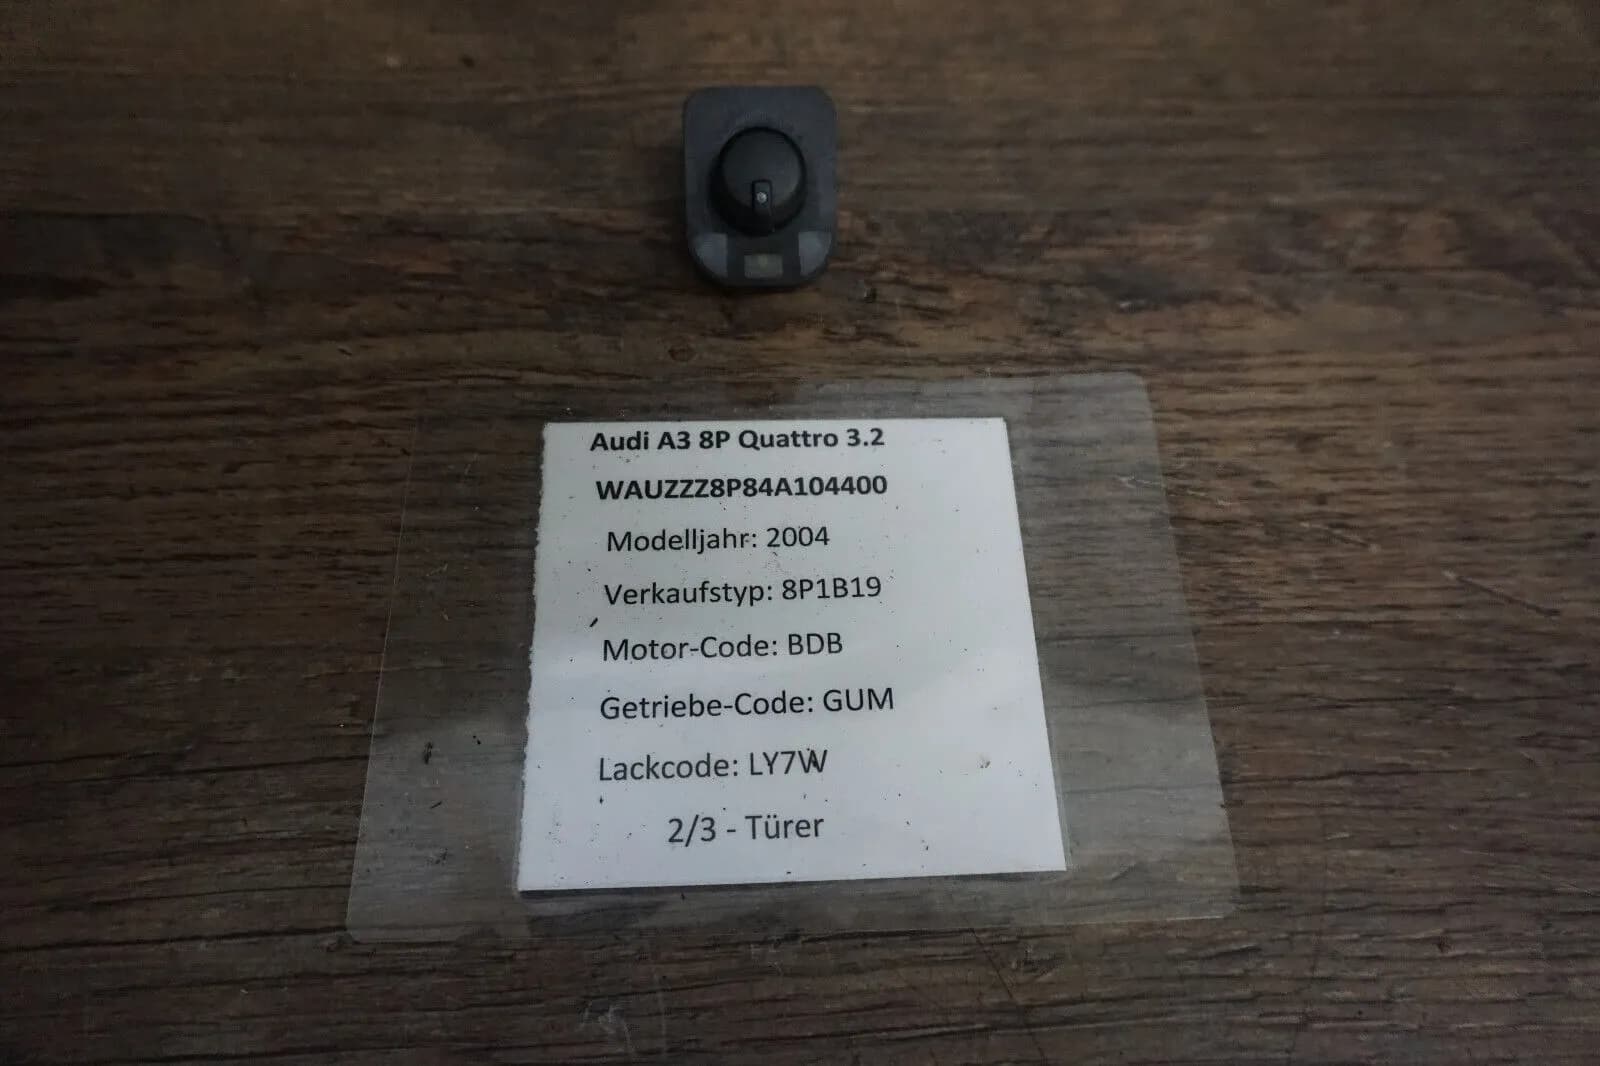 Audi A3 8P Quattro 3.2
WAUZZZ8P84A104400
Modelljahr: 2004
Verkaufstyp: 8P1B19
Motor-Code: BDB
Getriebe-Code: GUM
Lackcode: LY7W
2/3 - Türer